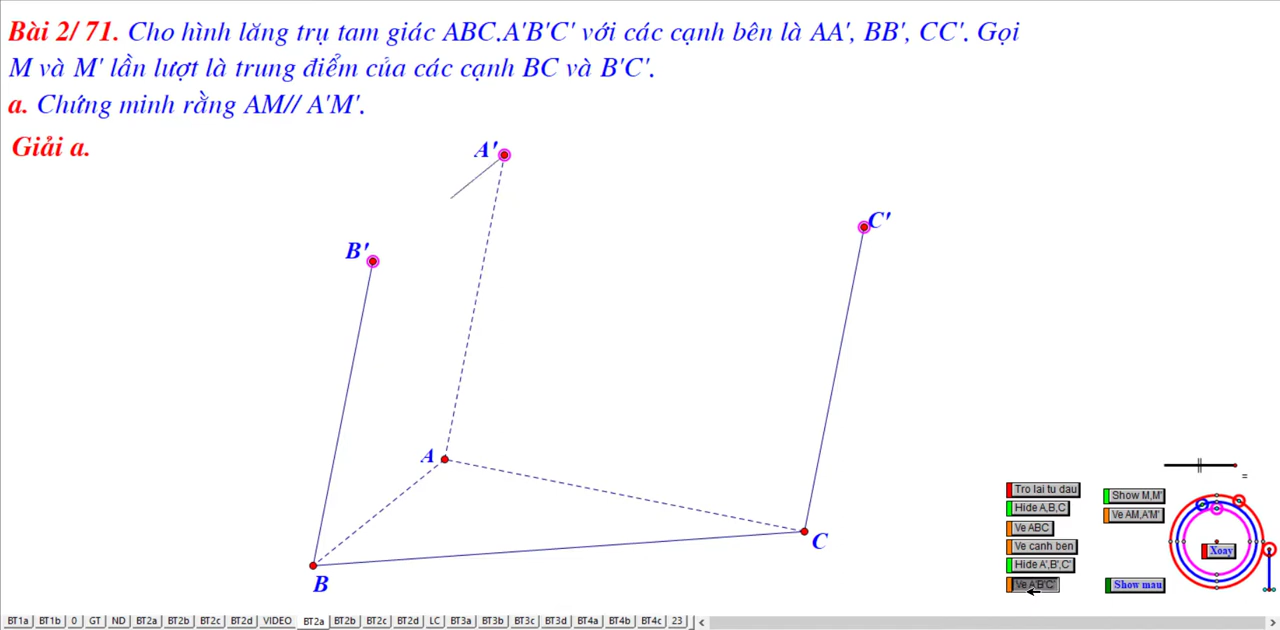 Bài 2/ 71. Cho hình lăng trụ tam giác ABC.A'B'C' với các cạnh bên là AA', BB', CC'. Gọi
M và M' lần lượt là trung điểm của các cạnh BC và B'C'.
a. Chứng minh rằng AM// A'M'.
Giải a.
A'
C'
B'
A
C
B
Tro lai tu dau
Hide A,B,C
Ve ABC
Ve canh ben
Hide A',B',C'
Ve A'B'C'
Show M,M'
Ve AM,A'M'
Show mau
Xoay
=
BT1a BT1b 0 GT ND BT2a BT2b BT2c BT2d VIDEO BT2a BT2b BT2c BT2d LC BT3a BT3b BT3c BT3d BT4a BT4b BT4c 23